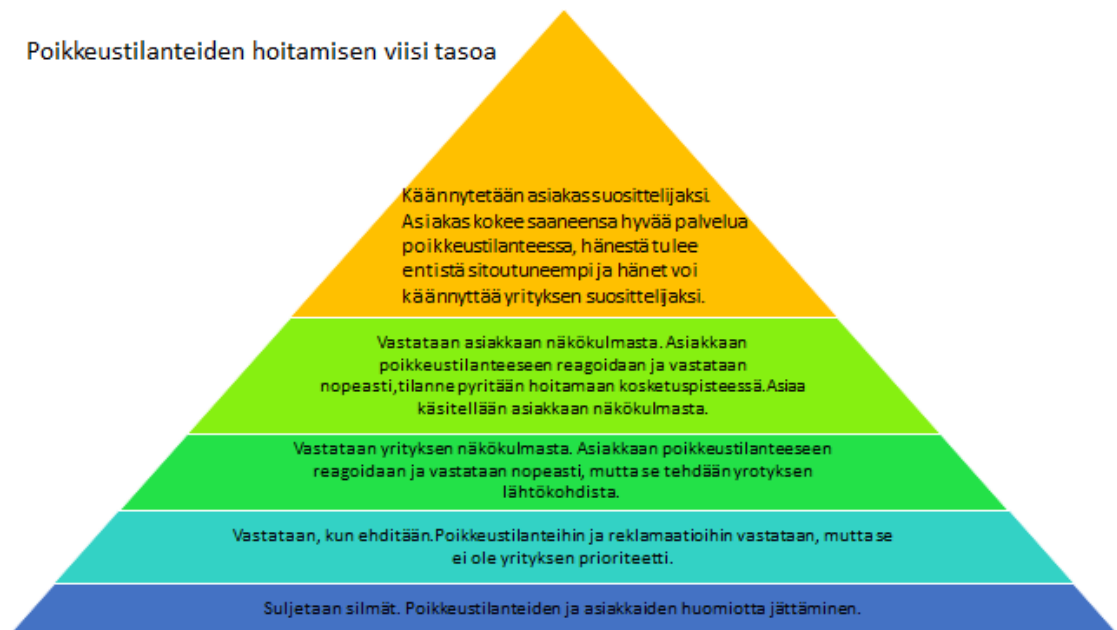 Poikkeustilanteiden hoitamisen viisi tasoa
Käännytetään asiakas suosittelijaksi.
Asiakas kokee saaneensa hyvää palvelua
poikkeustilanteessa, hänestä tulee
entistä sitoutuneempi ja hänet voi
käännyttää yrityksen suosittelijaksi.
Vastataan asiakkaan näkökulmasta. Asiakkaan
poikkeustilanteeseen reagoidaan ja vastataan
nopeasti,tilanne pyritään hoitamaan kosketuspisteessä.Asiaa
käsitellään asiakkaan näkökulmasta.
Vastataan yrityksen näkökulmasta. Asiakkaan poikkeustilanteeseen
reagoidaan ja vastataan nopeasti, mutta se tehdään yrotyksen
lähtökohdista.
Vastataan, kun ehditään.Poikkeustilanteihin ja reklamaatioihin vastataan, mutta se
ei ole yrityksen prioriteetti.
Suljetaan silmät. Poikkeustilanteiden ja asiakkaiden huomiotta jättäminen.